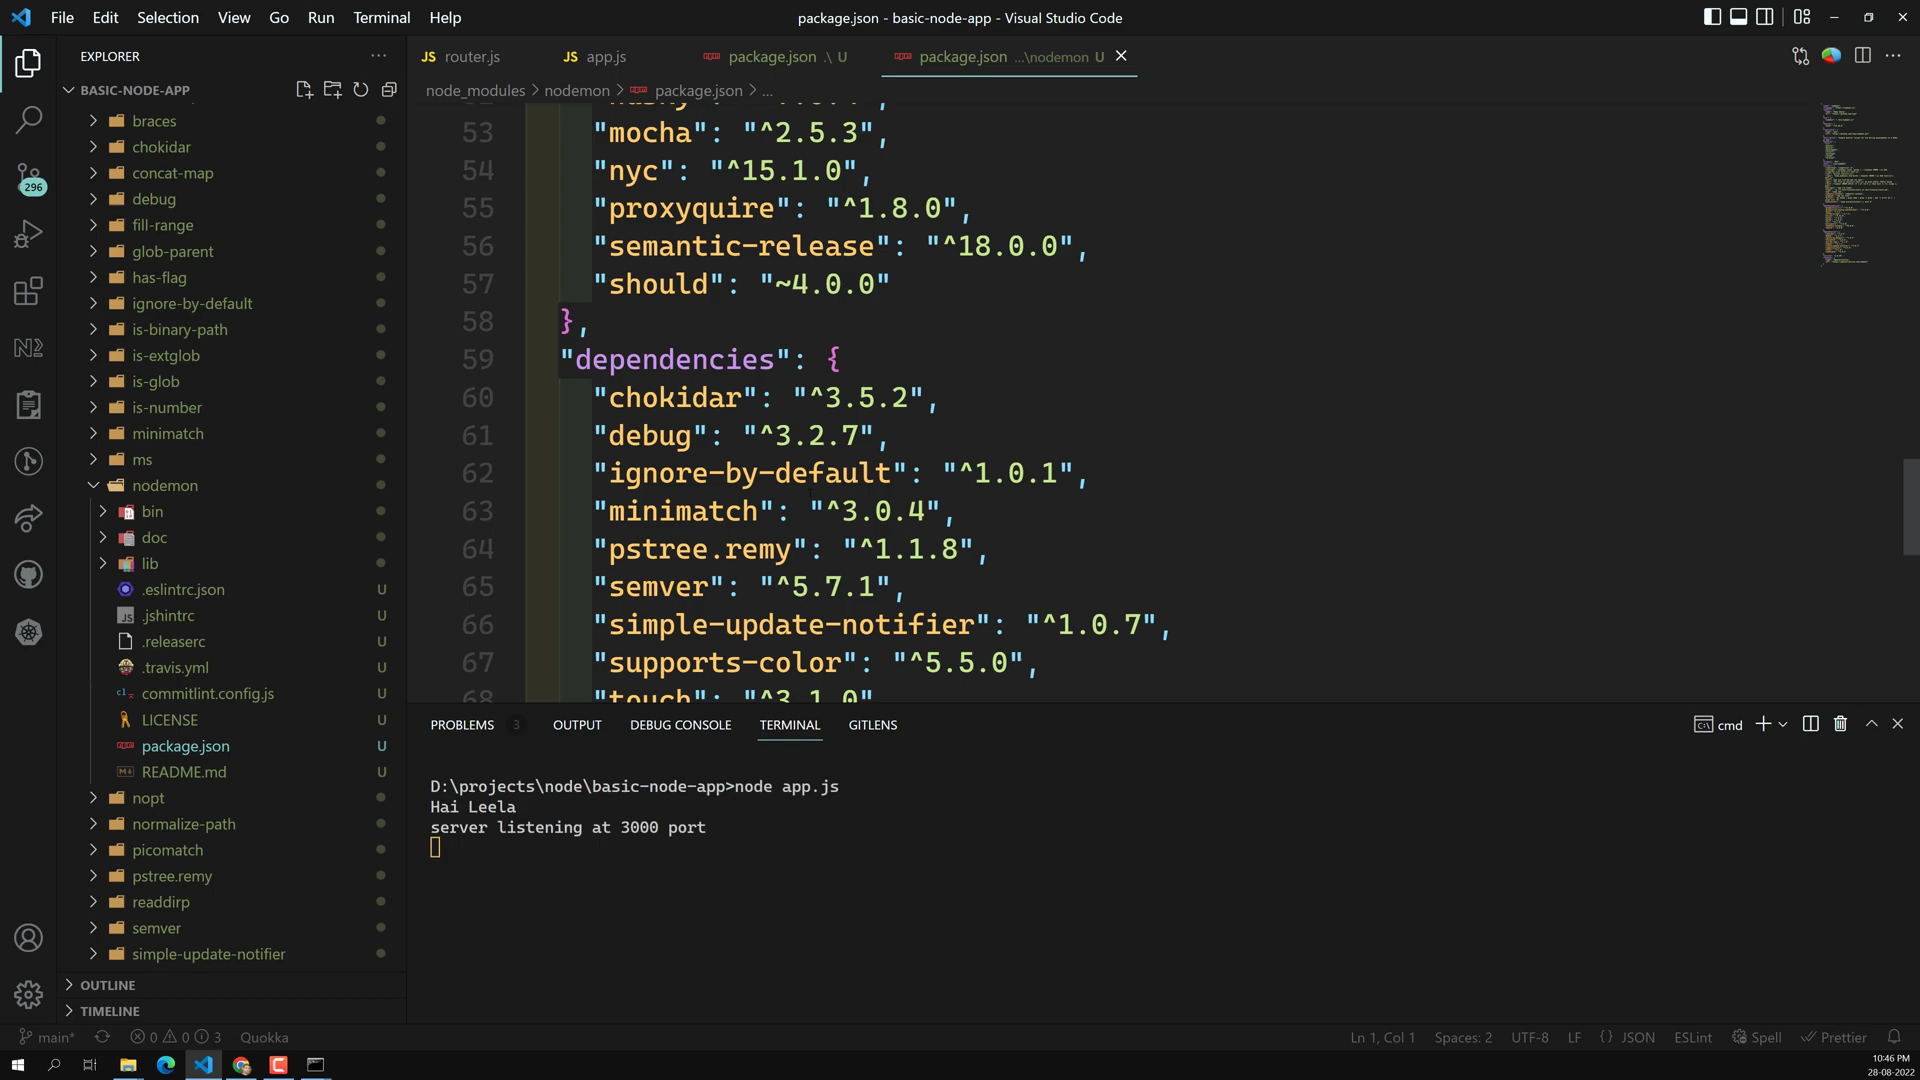 File Edit Selection View Go Run Terminal Help
package.json - basic-node-app - Visual Studio Code
EXPLORER
BASIC-NODE-APP
braces
chokidar
concat-map
debug
fill-range
glob-parent
has-flag
ignore-by-default
is-binary-path
is-extglob
is-glob
is-number
minimatch
ms
nodemon
bin
doc
lib
.eslintrc.json U
.jshintrc U
.releaserc U
.travis.yml U
commitlint.config.js U
LICENSE U
package.json U
README.md U
nopt
normalize-path
picomatch
pstree.remy
readdirp
semver
simple-update-notifier
OUTLINE
TIMELINE
296
JS router.js JS app.js package.json .\ U package.json ...\nodemon U
node_modules > nodemon > package.json > ...
53 "mocha": "^2.5.3",
54 "nyc": "^15.1.0",
55 "proxyquire": "^1.8.0",
56 "semantic-release": "^18.0.0",
57 "should": "~4.0.0"
58 },
59 "dependencies": {
60 "chokidar": "^3.5.2",
61 "debug": "^3.2.7",
62 "ignore-by-default": "^1.0.1",
63 "minimatch": "^3.0.4",
64 "pstree.remy": "^1.1.8",
65 "semver": "^5.7.1",
66 "simple-update-notifier": "^1.0.7",
67 "supports-color": "^5.5.0",
68 "touch": "^3.1.0"
PROBLEMS 3 OUTPUT DEBUG CONSOLE TERMINAL GITLENS
cmd
D:\projects\node\basic-node-app>node app.js
Hai Leela
server listening at 3000 port
main* 0 0 3 Quokka
Ln 1, Col 1 Spaces: 2 UTF-8 LF {} JSON ESLint Spell Prettier
10:46 PM
28-08-2022